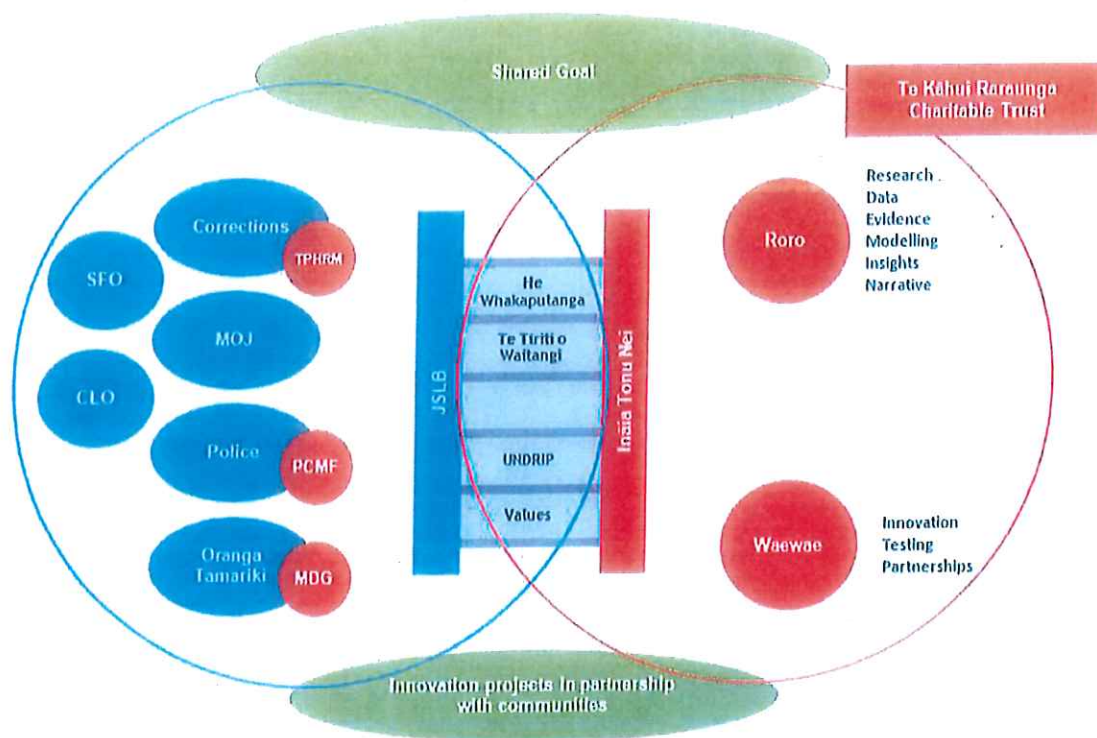 Shared Goal
Te Kāhui Raraunga
Charitable Trust
Corrections
TPHRM
SFO
MOJ
CLO
Police
PCMF
Oranga
Tamariki
MDG
JSLB
He
Whakaputanga
Te Tiriti o
Waitangi
UNDRIP
Values
Ināia Tonu Nei
Roro
Research
Data
Evidence
Modelling
Insights
Narrative
Waewae
Innovation
Testing
Partnerships
Innovation projects in partnership
with communities